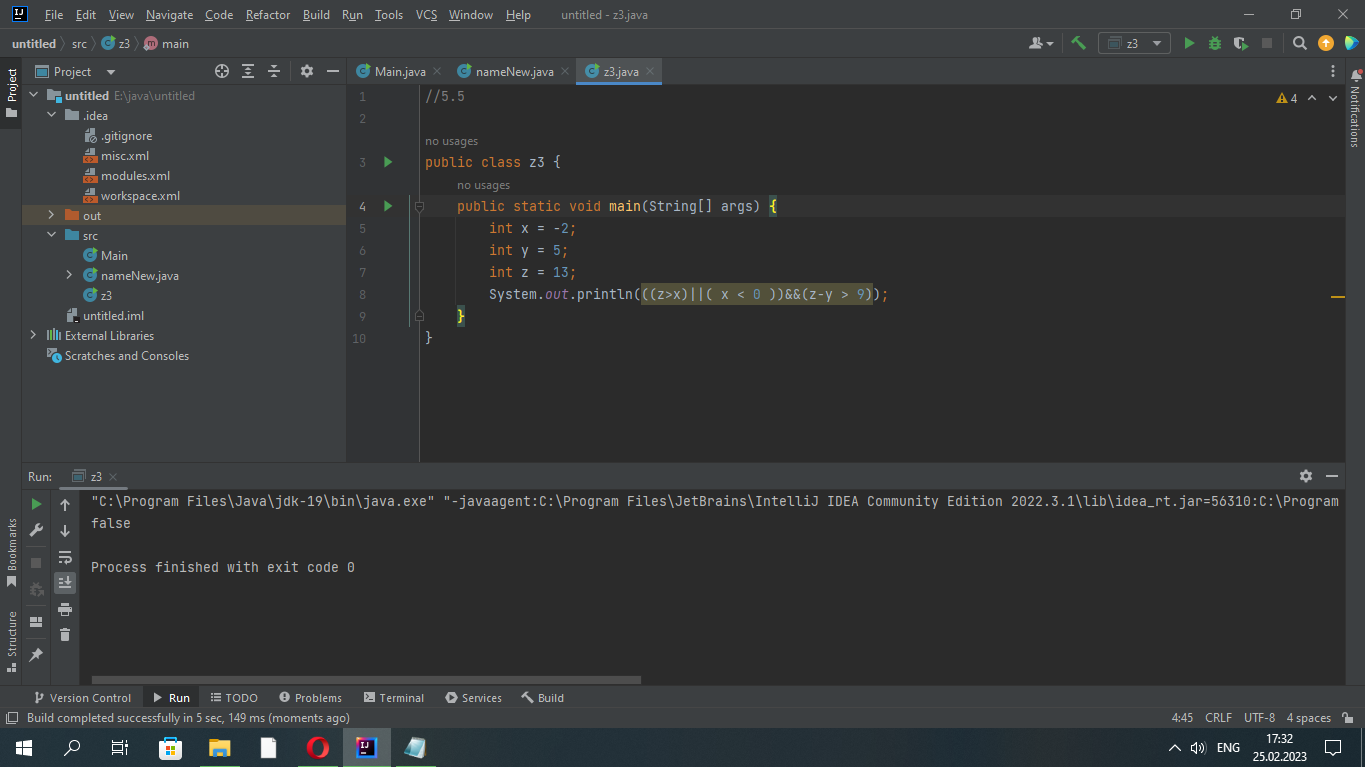 File Edit View Navigate Code Refactor Build Run Tools VCS Window Help untitled - z3.java
untitled src z3 main z3
Project
Main.java nameNew.java z3.java
Project
untitled E:\java\untitled
.idea
.gitignore
misc.xml
modules.xml
workspace.xml
out
src
Main
nameNew.java
z3
untitled.iml
External Libraries
Scratches and Consoles
4
1 //5.5
2
no usages
3 public class z3 {
no usages
4 public static void main(String[] args) {
5 int x = -2;
6 int y = 5;
7 int z = 13;
8 System.out.println(((z>x)||( x < 0 ))&&(z-y > 9));
9 }
10 }
Notifications
Run: z3
"C:\Program Files\Java\jdk-19\bin\java.exe" "-javaagent:C:\Program Files\JetBrains\IntelliJ IDEA Community Edition 2022.3.1\lib\idea_rt.jar=56310:C:\Program
false
Process finished with exit code 0
Bookmarks
Structure
Version Control Run TODO Problems Terminal Services Build
Build completed successfully in 5 sec, 149 ms (moments ago) 4:45 CRLF UTF-8 4 spaces
ENG 17:32
25.02.2023